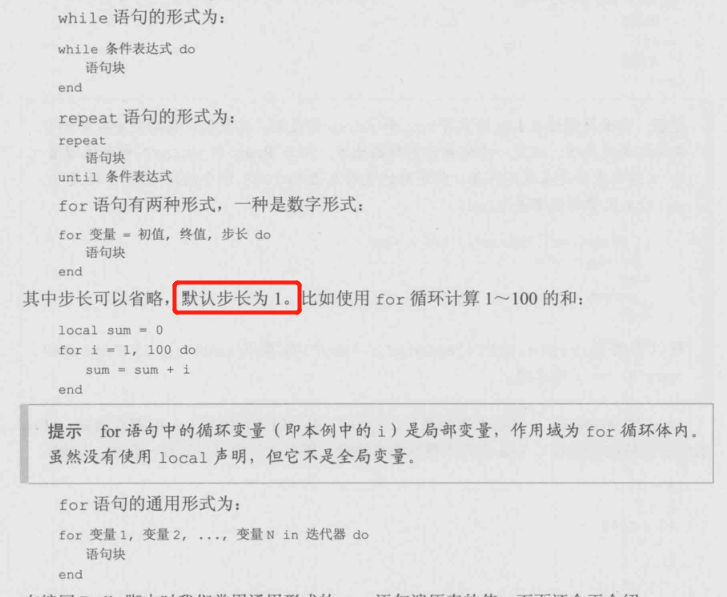 while 语句的形式为：
while 条件表达式 do
语句块
end
repeat 语句的形式为：
repeat
语句块
until 条件表达式
for 语句有两种形式，一种是数字形式：
for 变量 = 初值, 终值, 步长 do
语句块
end
其中步长可以省略，默认步长为 1。比如使用 for 循环计算 1～100 的和：
local sum = 0
for i = 1, 100 do
sum = sum + i
end
提示 for 语句中的循环变量（即本例中的 i）是局部变量，作用域为 for 循环体内。
虽然没有使用 local 声明，但它不是全局变量。
for 语句的通用形式为：
for 变量1, 变量2, ..., 变量N in 迭代器 do
语句块
end